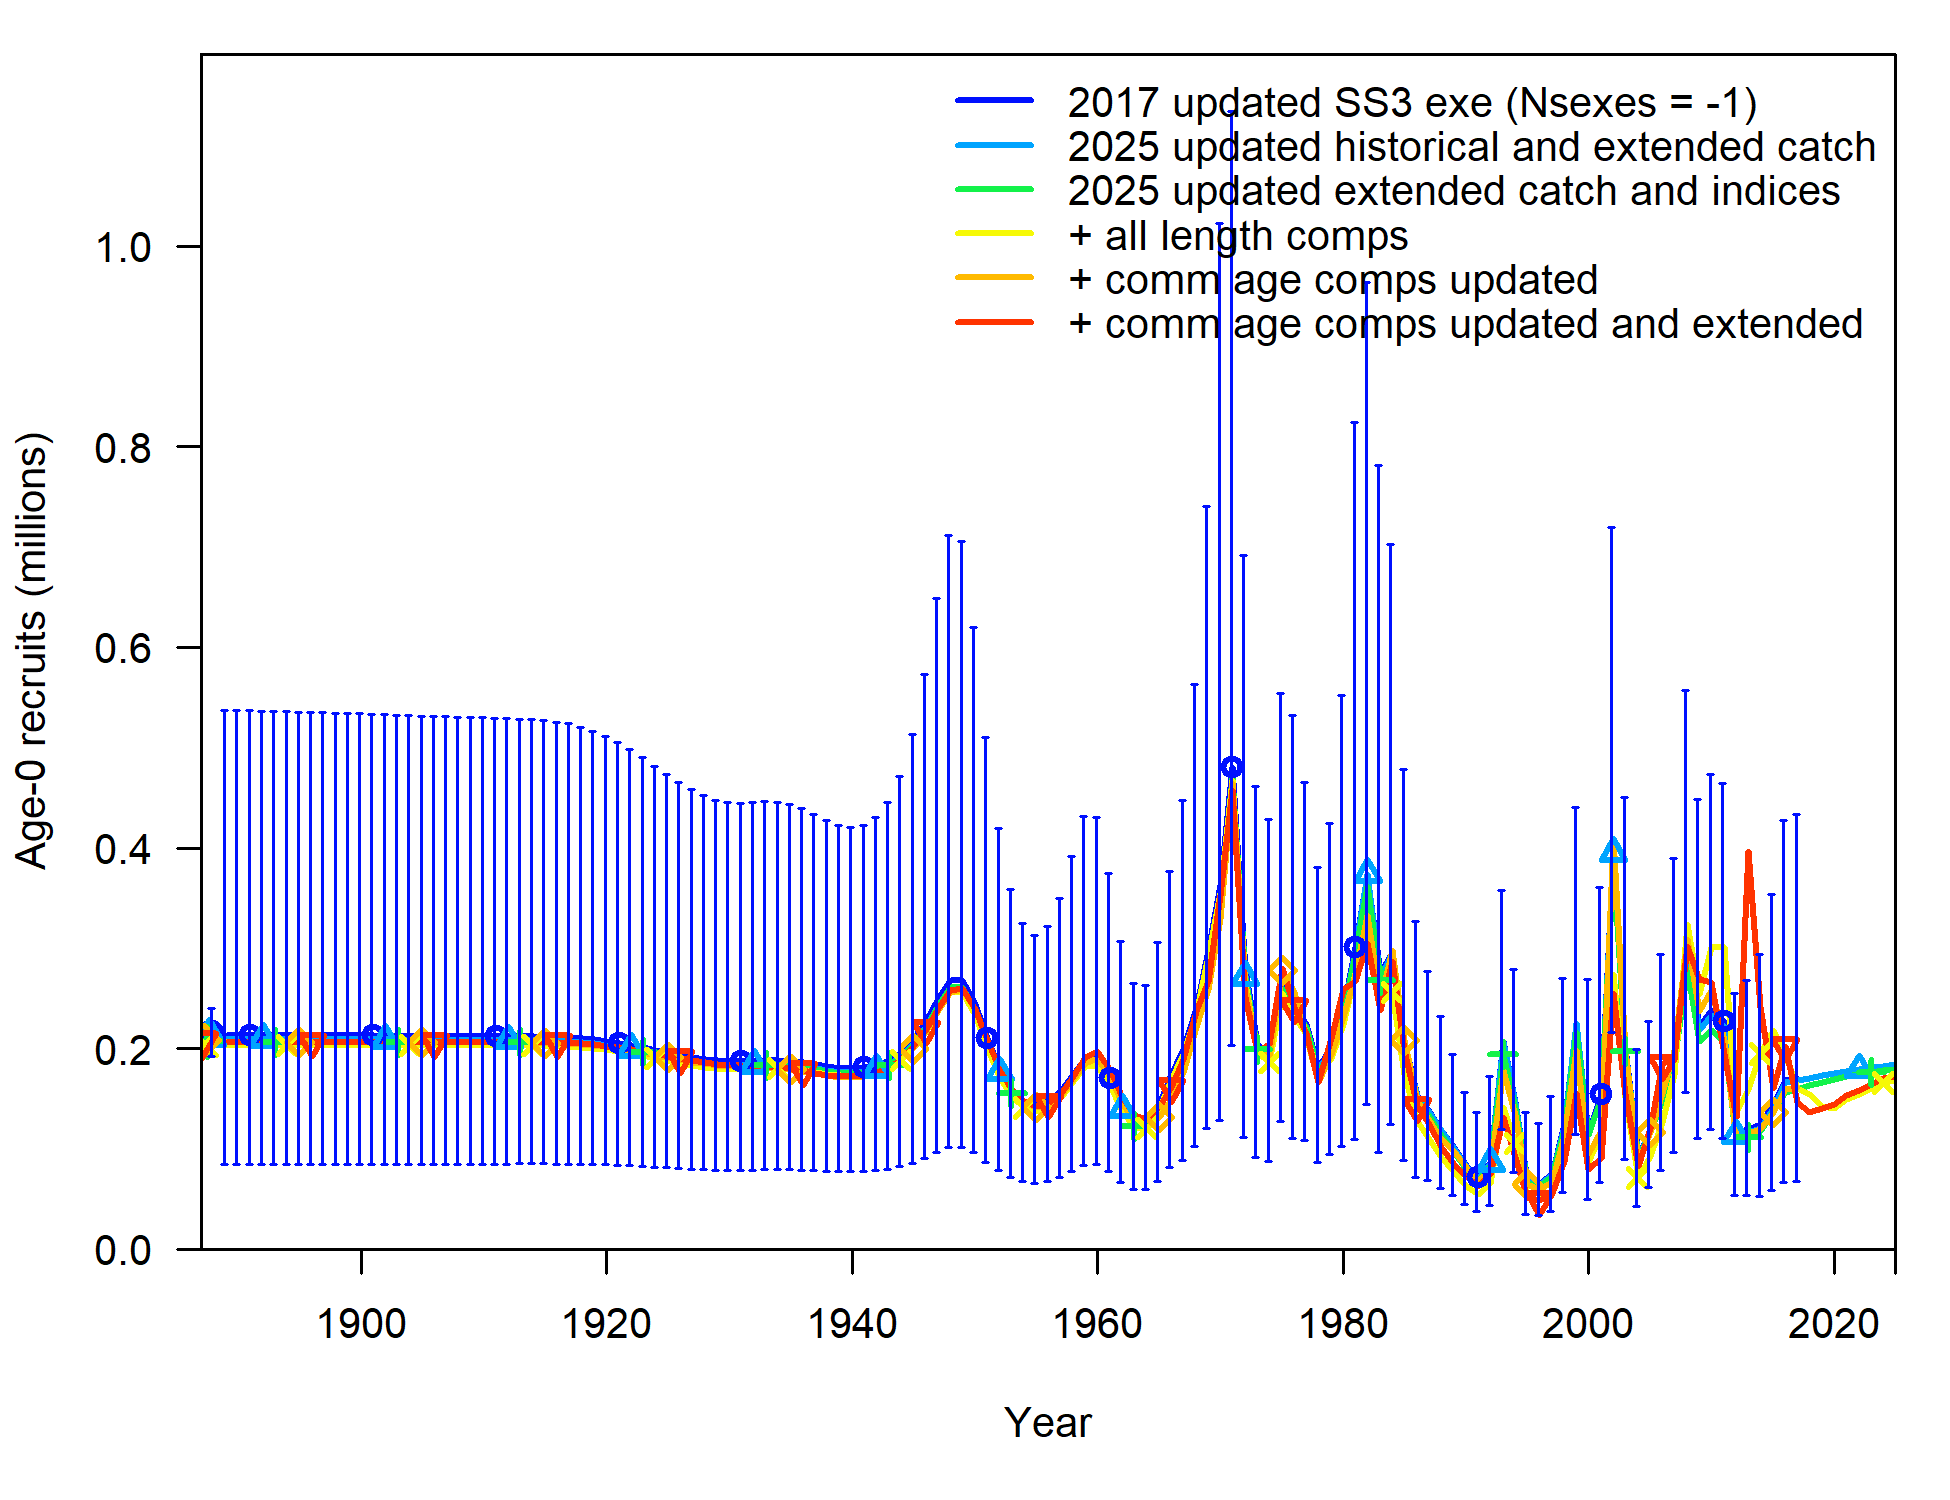 2017 updated SS3 exe (Nsexes = -1)
2025 updated historical and extended catch
2025 updated extended catch and indices
+ all length comps
+ comm age comps updated
+ comm age comps updated and extended
1.0
0.8
0.6
0.4
0.2
0.0
Age-0 recruits (millions)
1900 1920 1940 1960 1980 2000 2020
Year